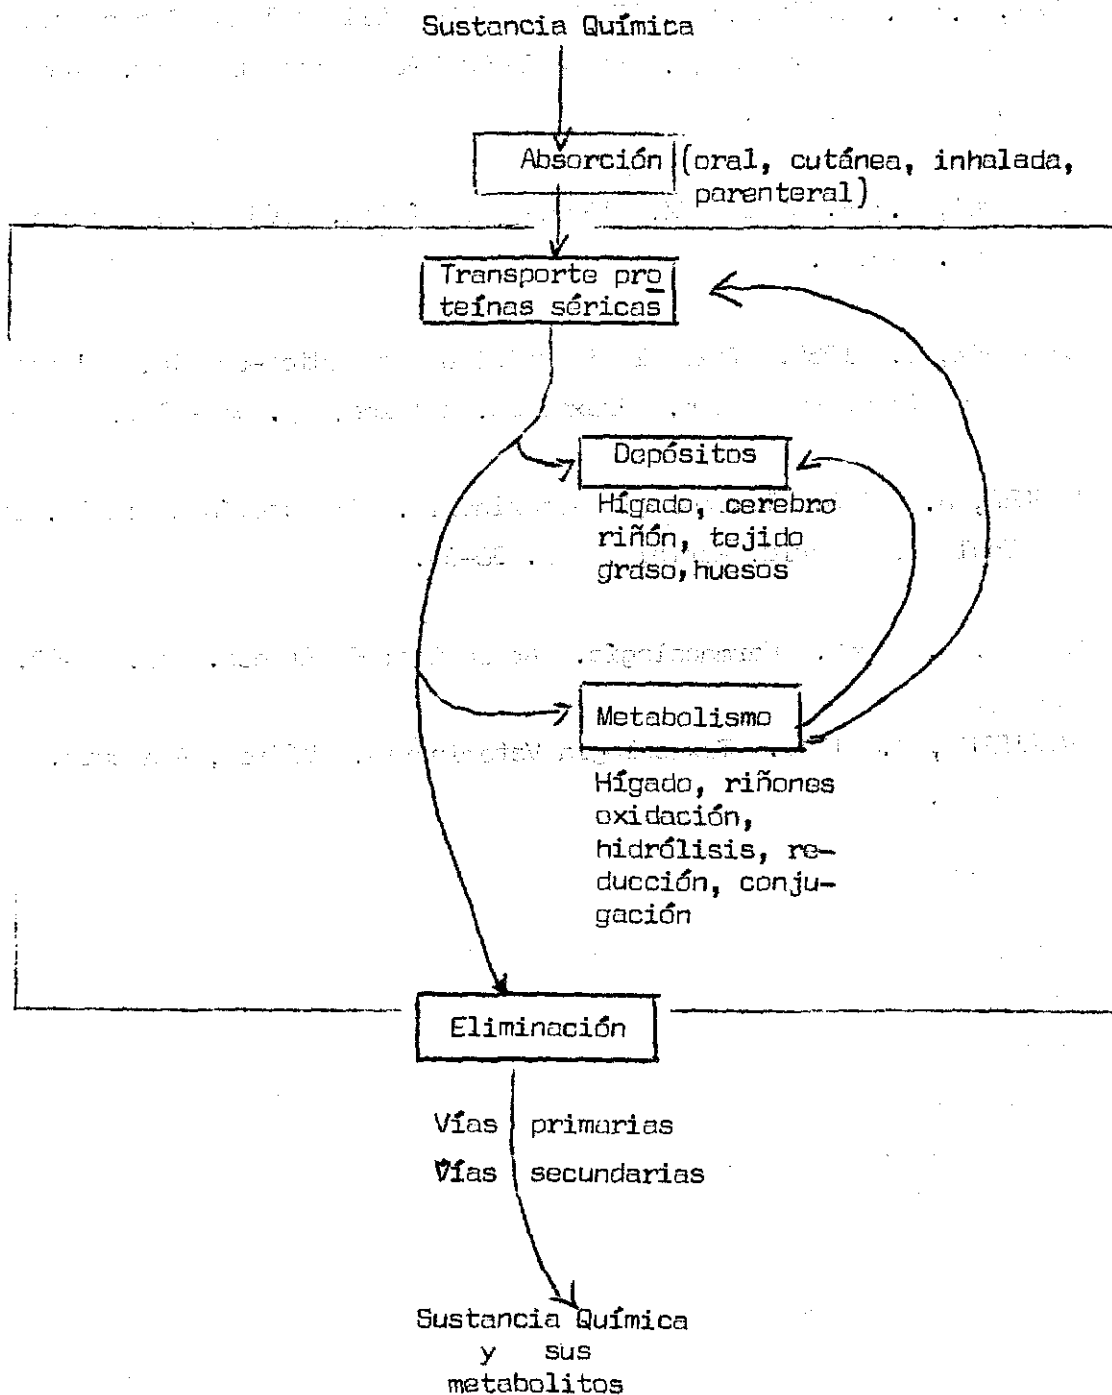 Sustancia Química
Absorción (oral, cutánea, inhalada,
parenteral)
Transporte pro
teínas séricas
Depósitos
Hígado, cerebro
riñón, tejido
graso, huesos
Metabolismo
Hígado, riñones
oxidación,
hidrólisis, re-
ducción, conju-
gación
Eliminación
Vías primarias
Vías secundarias
Sustancia Química
y sus
metabolitos